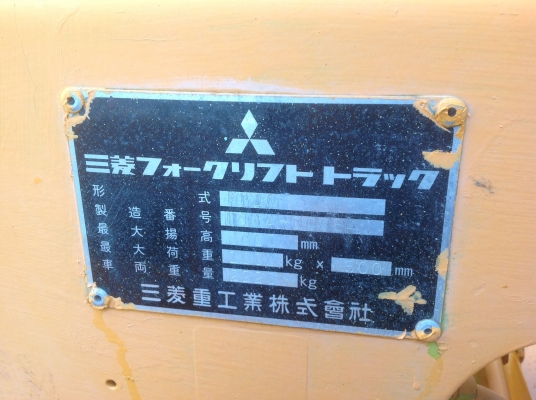 三菱フォークリフトトラック
形式
製造番号
最大揚高 mm
最大荷重 kg × 00 mm
車両重量 kg
三菱重工業株式會社